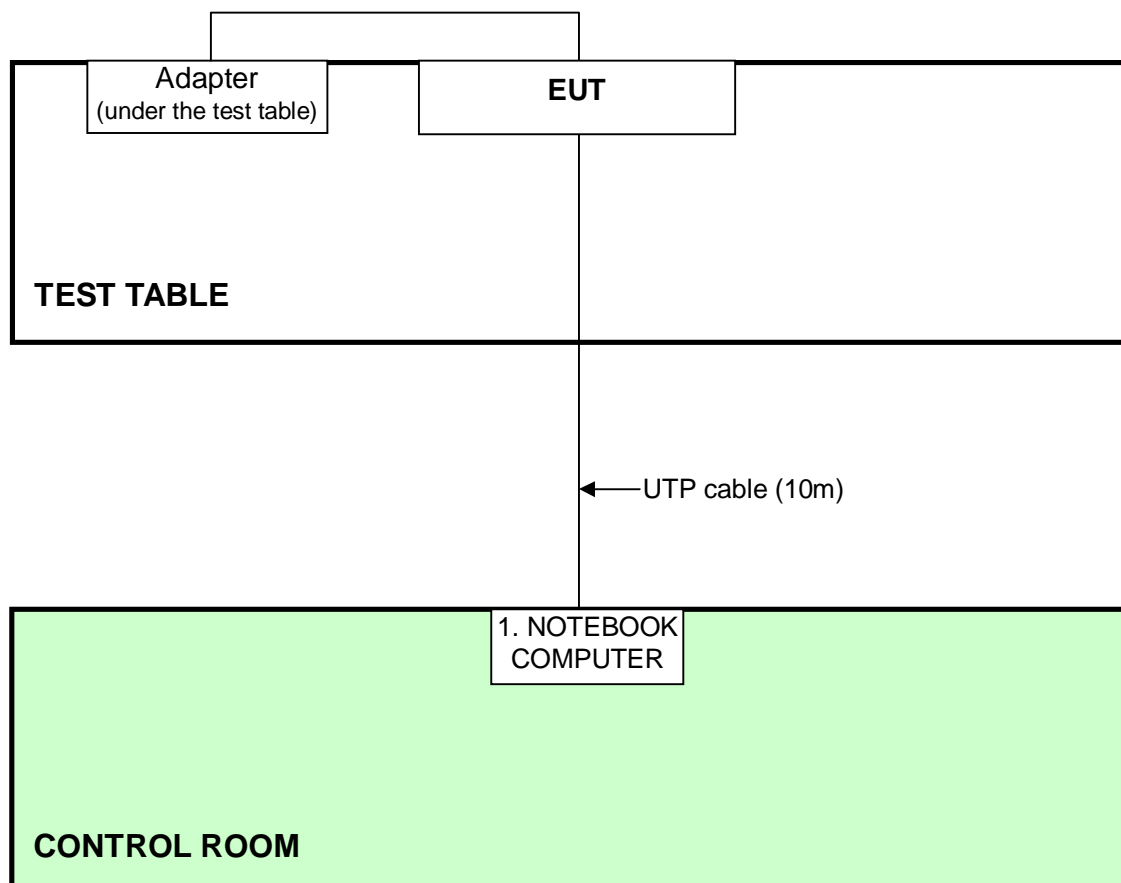 Adapter
(under the test table)
EUT
TEST TABLE
UTP cable (10m)
1. NOTEBOOK
COMPUTER
CONTROL ROOM